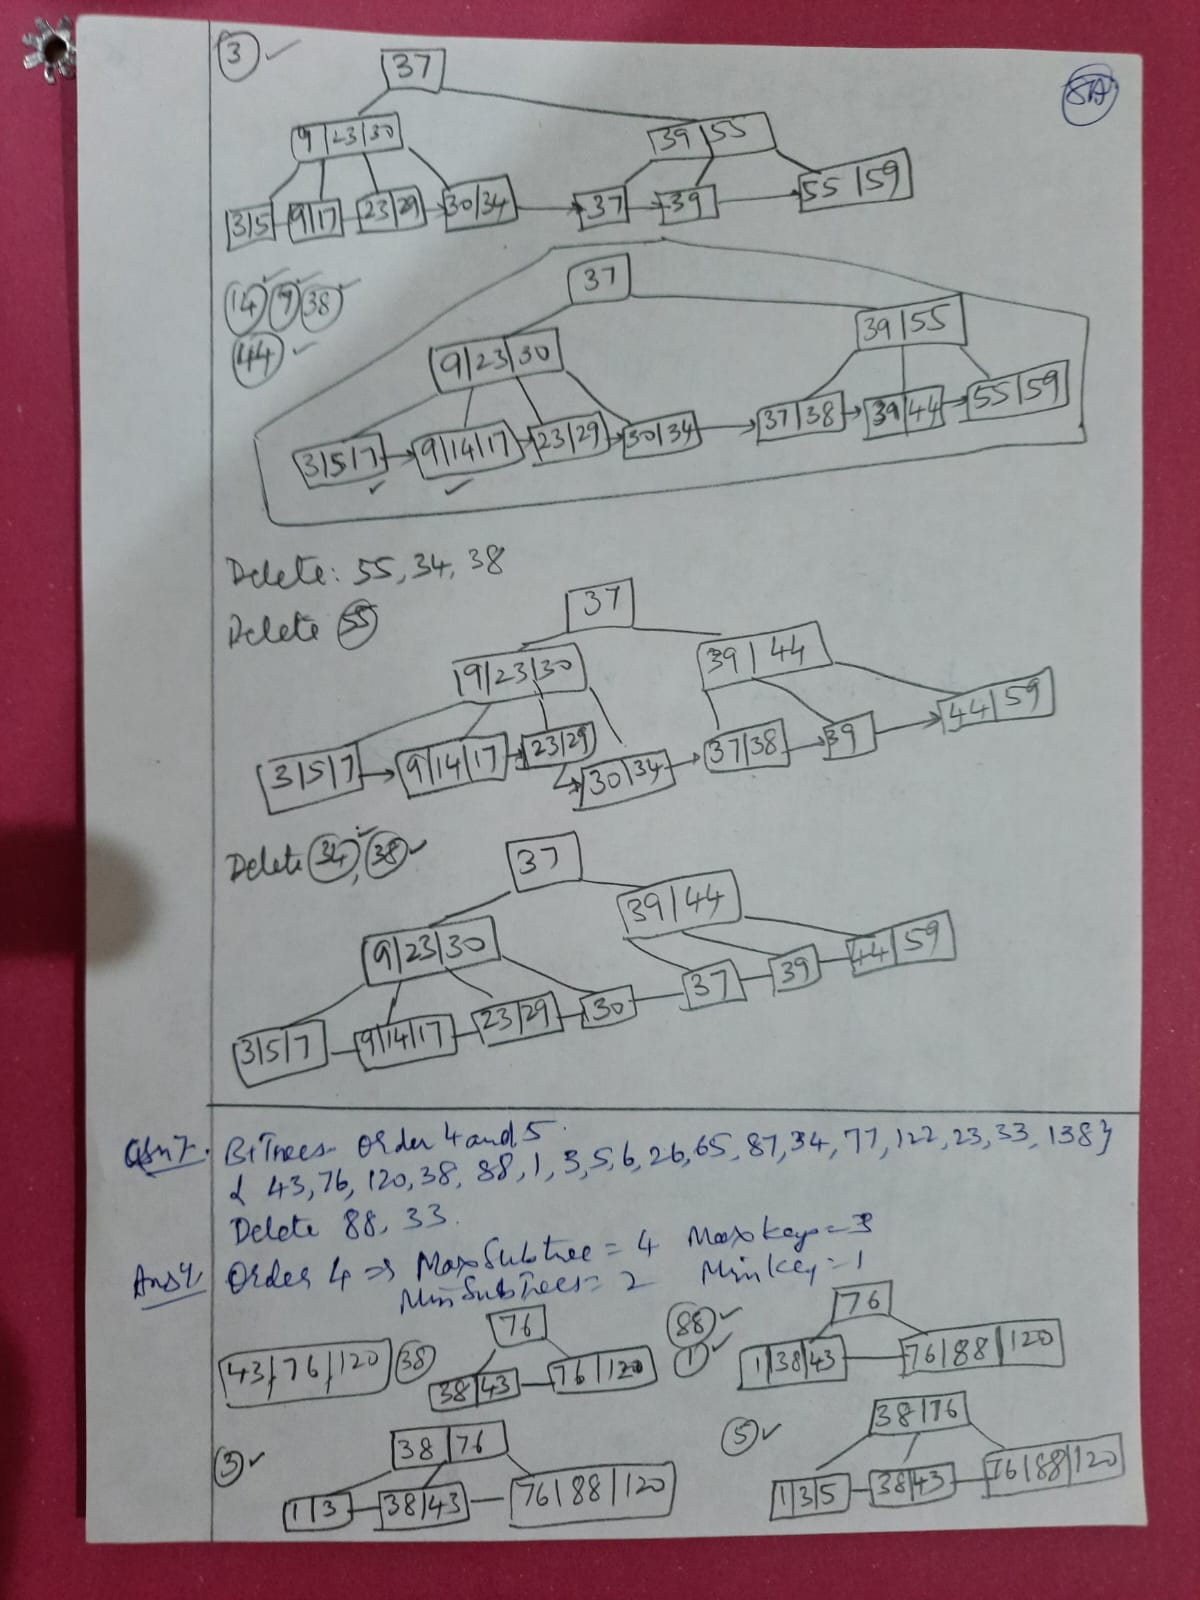 ③ ✓
37
9|23|30 39|55
3|5 9|17 23|29 30|34 37 39 55|59
14 ✓ 7 ✓ 38 ✓
44 ✓
37
9|23|30 39|55
3|5|7 9|14|17 23|29 30|34 37|38 39|44 55|59
Delete: 55, 34, 38
Delete 55
37
9|23|30 39|44
3|5|7 9|14|17 23|29 30|34 37|38 39 44|59
Delete 34 ✓, 38 ✓
37
9|23|30 39|44
3|5|7 9|14|17 23|29 30 37 39 44|59
Qsn 7. B+Trees- Order 4 and 5.
{ 43, 76, 120, 38, 88, 1, 3, 5, 6, 26, 65, 87, 34, 77, 122, 23, 33, 138 }
Delete 88, 33.
Order 4 ⇒ MaxSubtree = 4 Max key = 3
MinSubTrees = 2 Min key = 1
43, 76, 120 38 76
38|43 76|120
88 ✓ 1 ✓ 76
1|38|43 76|88|120
③ ✓ 38|76
1|3 38|43 76|88|120
⑤ ✓ 38|76
1|3|5 38|43 76|88|120